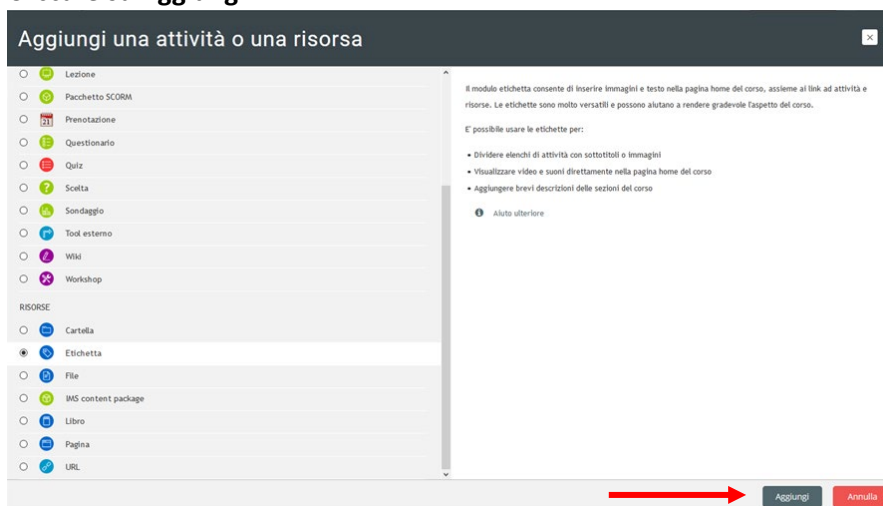 Aggiungi una attività o una risorsa
Lezione
Pacchetto SCORM
21
Prenotazione
Questionario
Quiz
Scelta
Sondaggio
Tool esterno
Wiki
Workshop
RISORSE
Cartella
Etichetta
File
IMS content package
Libro
Pagina
URL
Il modulo etichetta consente di inserire immagini e testo nella pagina home del corso, assieme ai link ad attività e
risorse. Le etichette sono molto versatili e possono aiutano a rendere gradevole l'aspetto del corso.
E' possibile usare le etichette per:
• Dividere elenchi di attività con sottotitoli o immagini
• Visualizzare video e suoni direttamente nella pagina home del corso
• Aggiungere brevi descrizioni delle sezioni del corso
Aiuto ulteriore
Aggiungi
Annulla